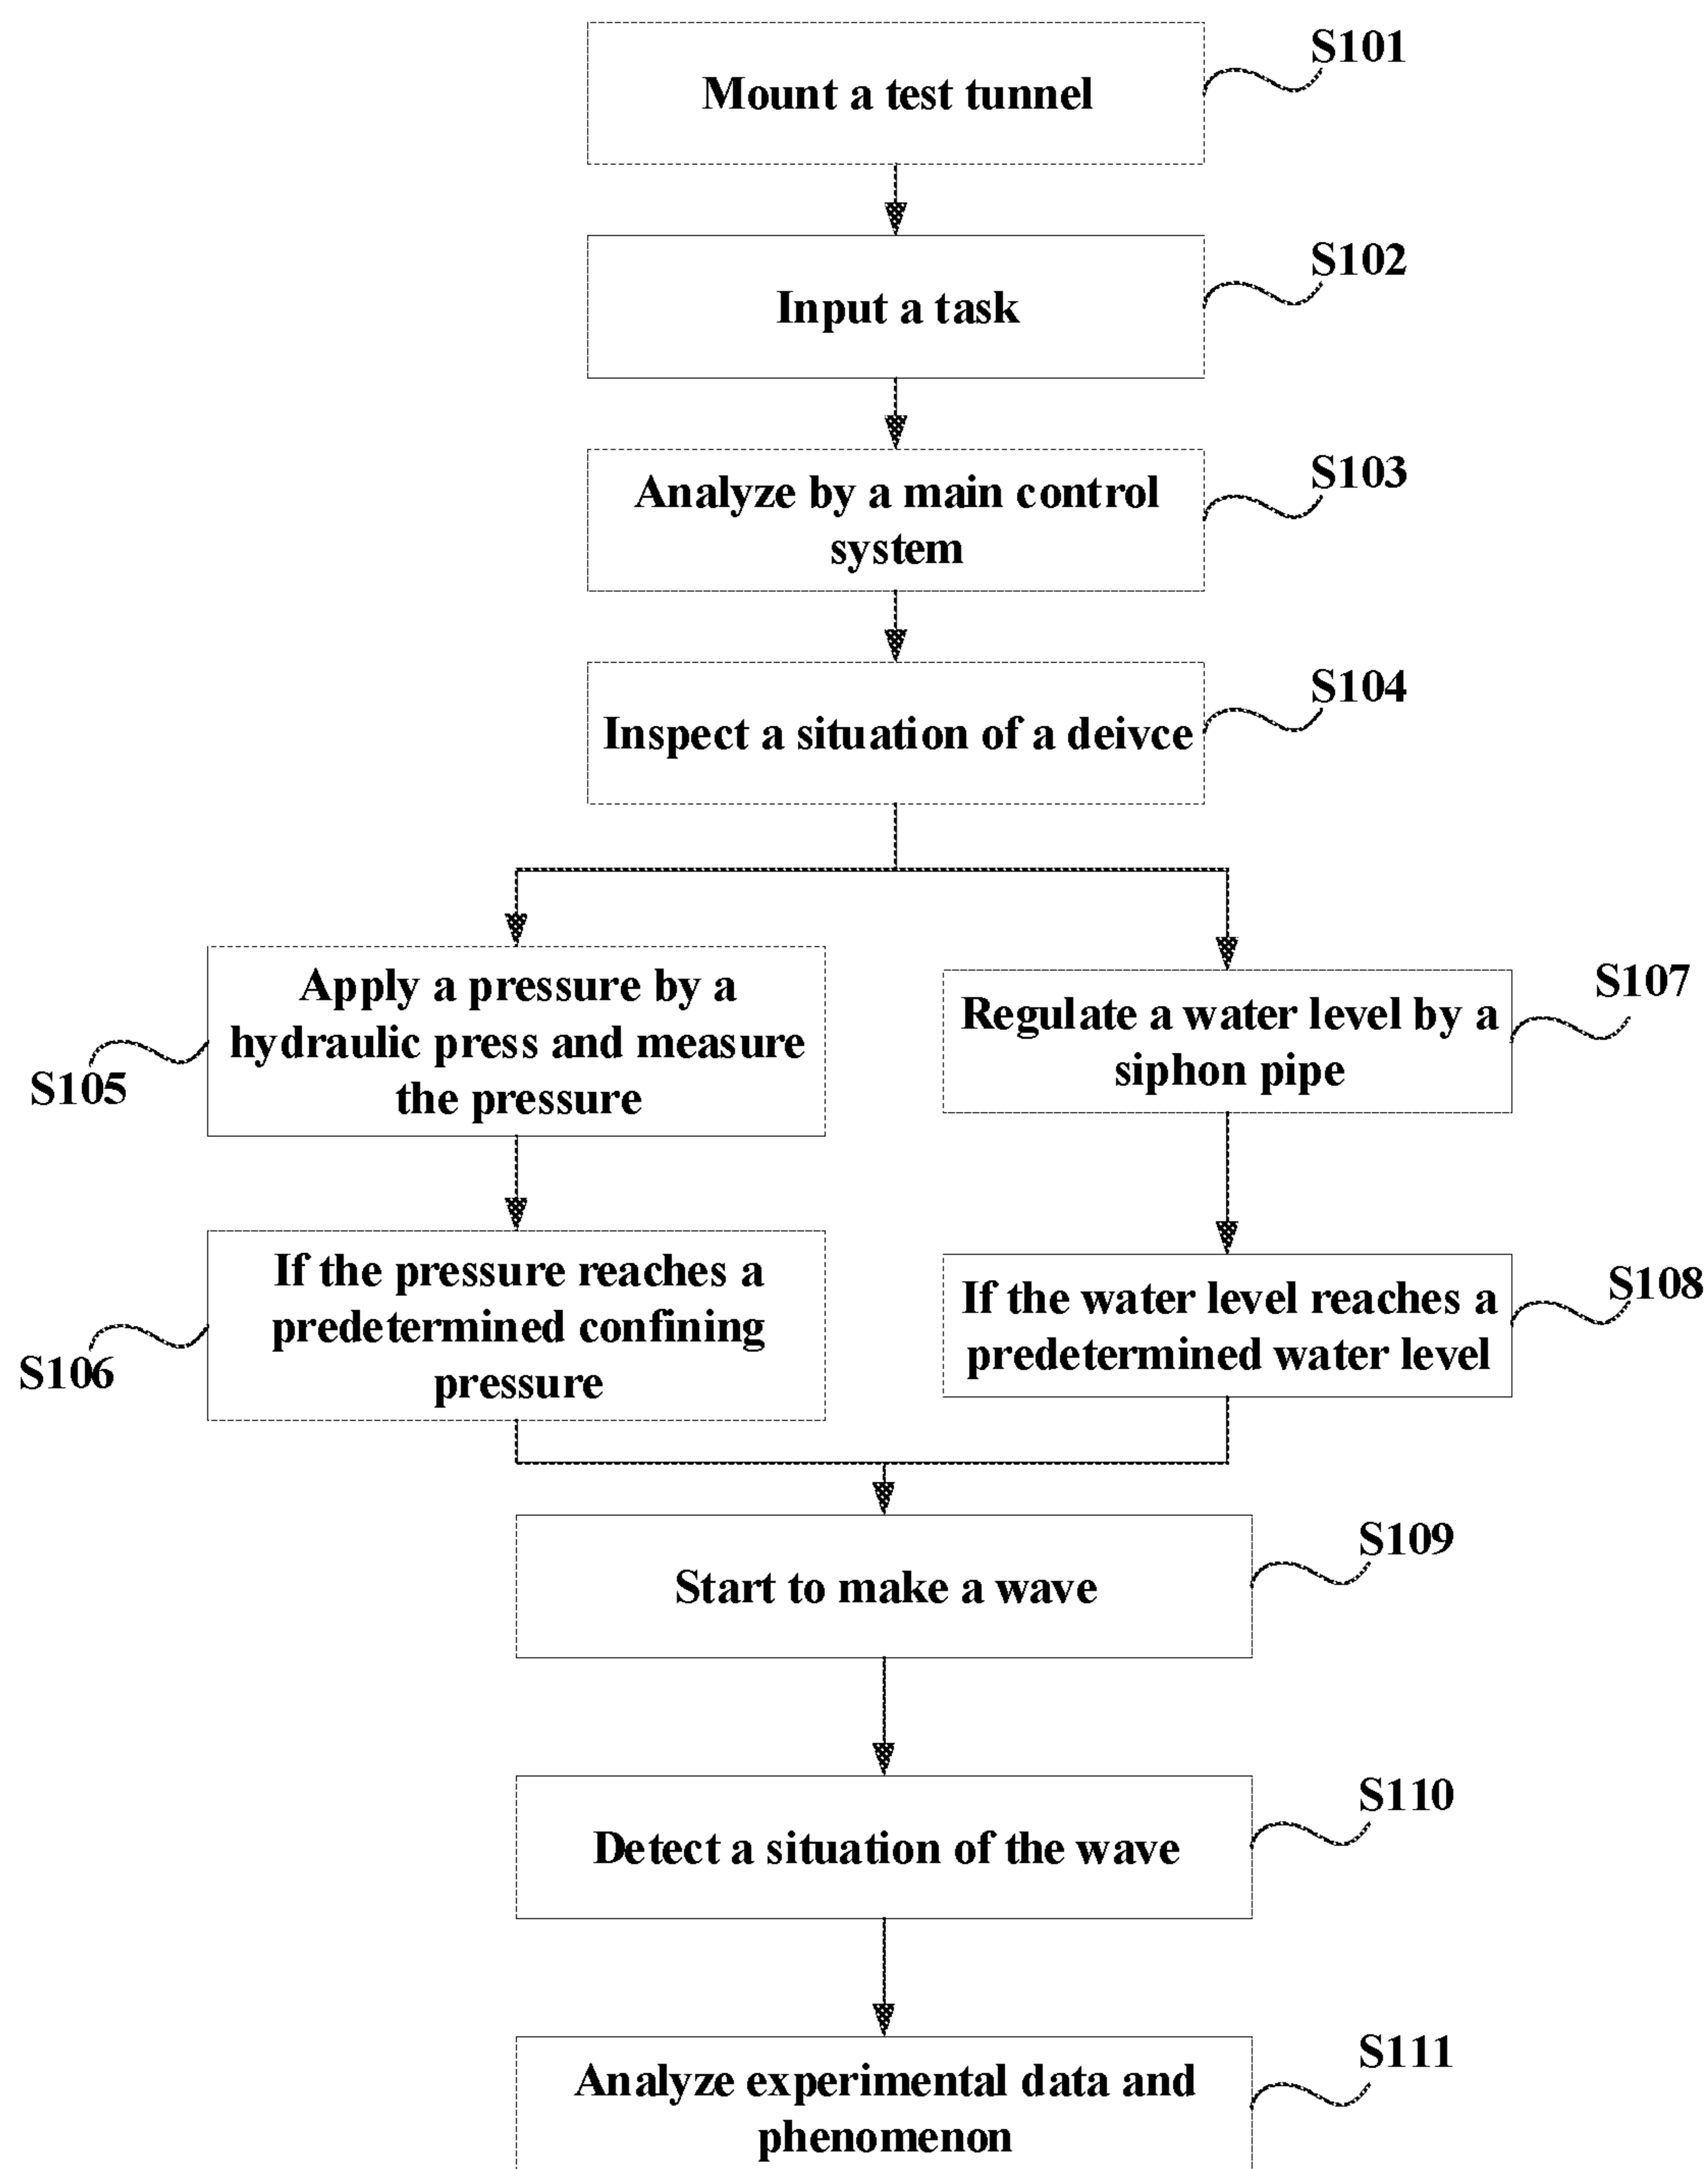 S101
Mount a test tunnel
S102
Input a task
S103
Analyze by a main control
system
S104
Inspect a situation of a deivce
S105
Apply a pressure by a
hydraulic press and measure
the pressure
S107
Regulate a water level by a
siphon pipe
S106
If the pressure reaches a
predetermined confining
pressure
S108
If the water level reaches a
predetermined water level
S109
Start to make a wave
S110
Detect a situation of the wave
S111
Analyze experimental data and
phenomenon